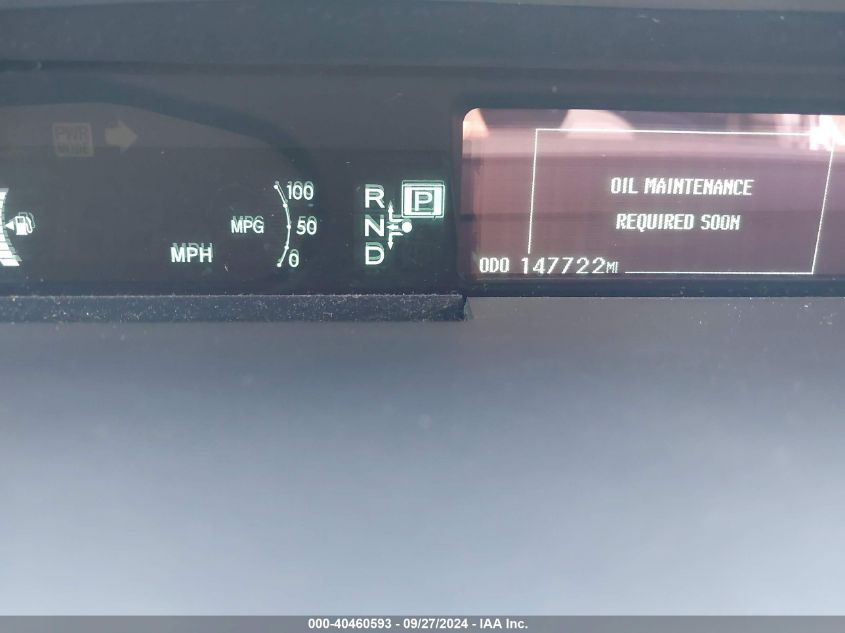 PWR
MODE
100
MPG 50
MPH 0
R P
N
D
OIL MAINTENANCE
REQUIRED SOON
ODO 147722MI
000-40460593 - 09/27/2024 - IAA Inc.